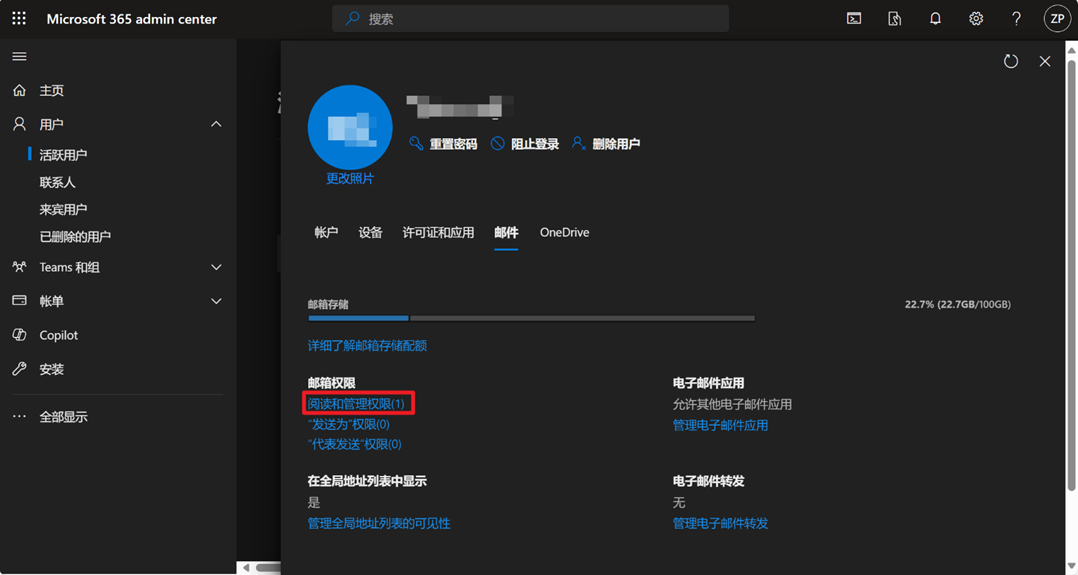 Microsoft 365 admin center
搜索
ZP
主页
用户
活跃用户
联系人
来宾用户
已删除的用户
Teams 和组
帐单
Copilot
安装
全部显示
重置密码 阻止登录 删除用户
更改照片
帐户 设备 许可证和应用 邮件 OneDrive
邮箱存储
22.7% (22.7GB/100GB)
详细了解邮箱存储配额
邮箱权限
阅读和管理权限(1)
"发送为"权限(0)
"代表发送"权限(0)
电子邮件应用
允许其他电子邮件应用
管理电子邮件应用
在全局地址列表中显示
是
管理全局地址列表的可见性
电子邮件转发
无
管理电子邮件转发